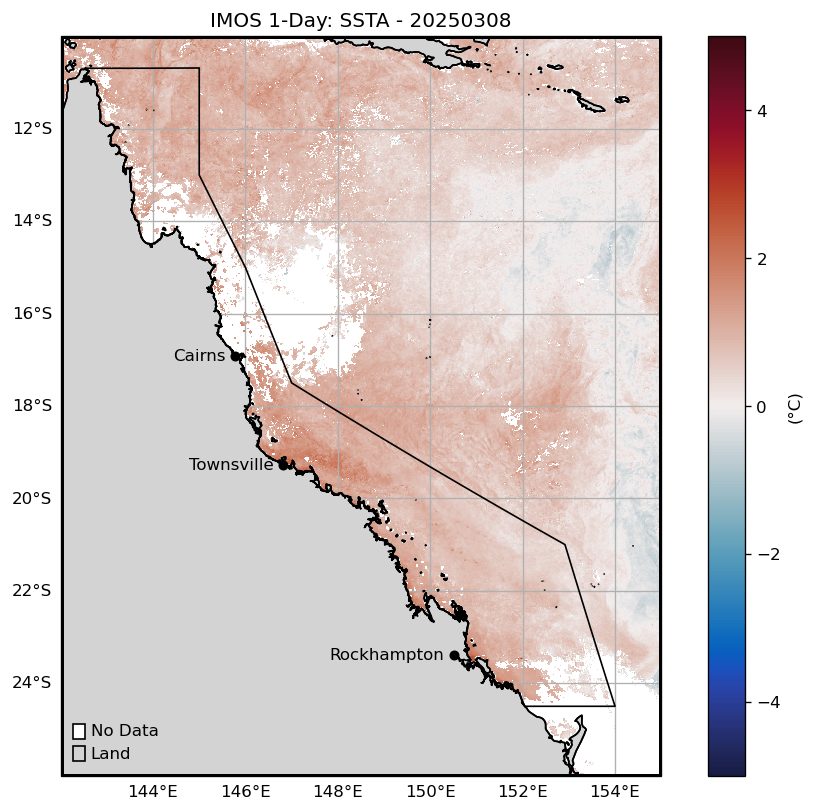 IMOS 1-Day: SSTA - 20250308
12°S
14°S
16°S
18°S
20°S
22°S
24°S
Cairns
Townsville
Rockhampton
No Data
Land
144°E 146°E 148°E 150°E 152°E 154°E
4
2
0
−2
−4
(°C)